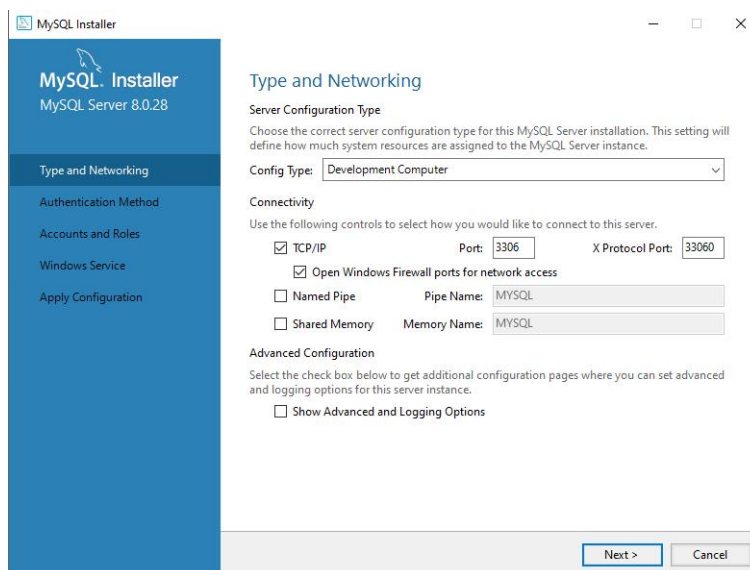 MySQL Installer
MySQL. Installer
MySQL Server 8.0.28
Type and Networking
Authentication Method
Accounts and Roles
Windows Service
Apply Configuration
Type and Networking
Server Configuration Type
Choose the correct server configuration type for this MySQL Server installation. This setting will
define how much system resources are assigned to the MySQL Server instance.
Config Type: Development Computer
Connectivity
Use the following controls to select how you would like to connect to this server.
TCP/IP Port: 3306 X Protocol Port: 33060
Open Windows Firewall ports for network access
Named Pipe Pipe Name: MYSQL
Shared Memory Memory Name: MYSQL
Advanced Configuration
Select the check box below to get additional configuration pages where you can set advanced
and logging options for this server instance.
Show Advanced and Logging Options
Next > Cancel